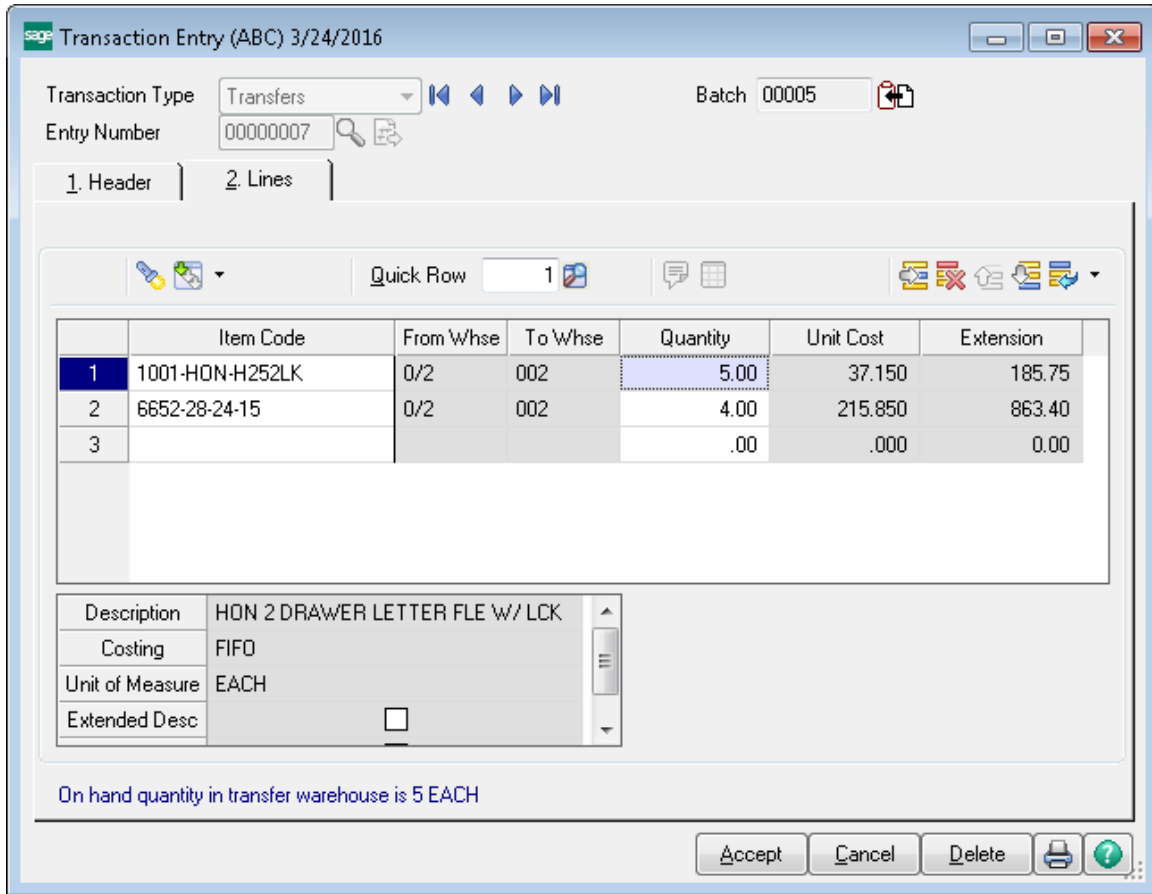 sage Transaction Entry (ABC) 3/24/2016
Transaction Type Transfers Batch 00005
Entry Number 00000007
1. Header 2. Lines
Quick Row 1
Item Code From Whse To Whse Quantity Unit Cost Extension
1 1001-HON-H252LK 0/2 002 5.00 37.150 185.75
2 6652-28-24-15 0/2 002 4.00 215.850 863.40
3 .00 .000 0.00
Description HON 2 DRAWER LETTER FLE W/ LCK
Costing FIFO
Unit of Measure EACH
Extended Desc
On hand quantity in transfer warehouse is 5 EACH
Accept Cancel Delete